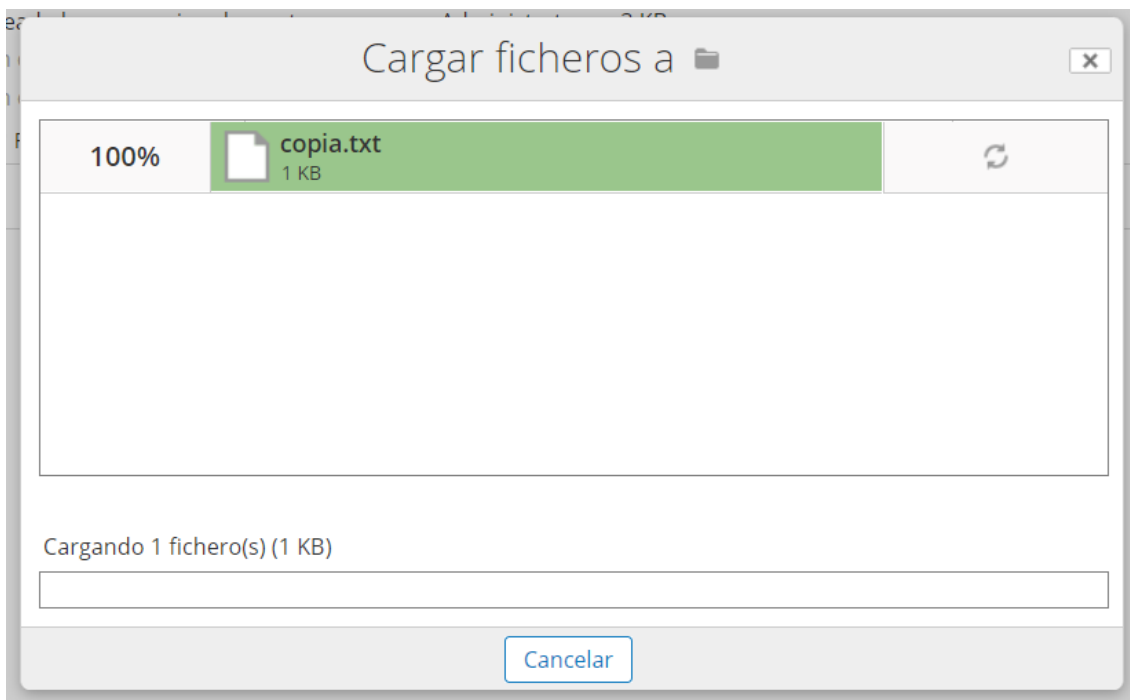 Cargar ficheros a
100%
copia.txt
1 KB
Cargando 1 fichero(s) (1 KB)
Cancelar